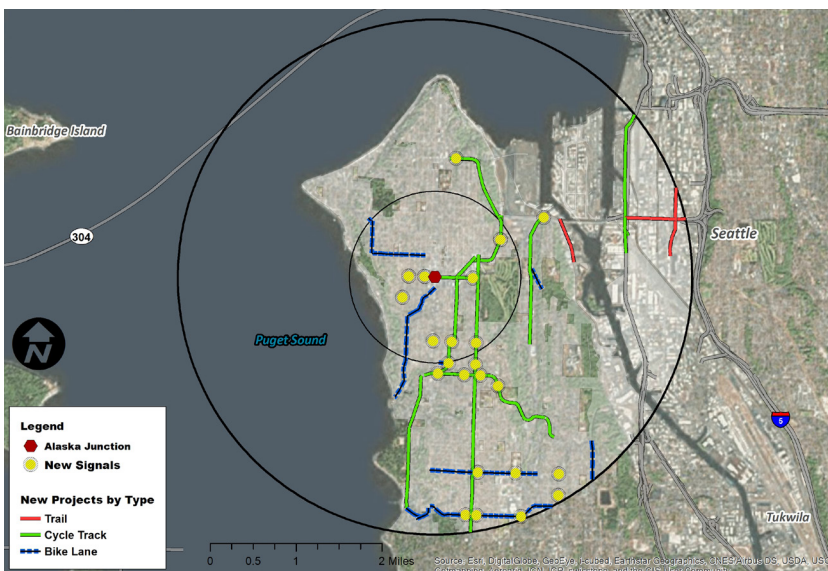 Bainbridge Island
304
Seattle
N
Puget Sound
5
Legend
Alaska Junction
New Signals
New Projects by Type
Trail
Cycle Track
Bike Lane
0 0.5 1 2 Miles
Tukwila
Source: Esri, DigitalGlobe, GeoEye, i-cubed, Earthstar Geographics, CNES/Airbus DS, USDA, US